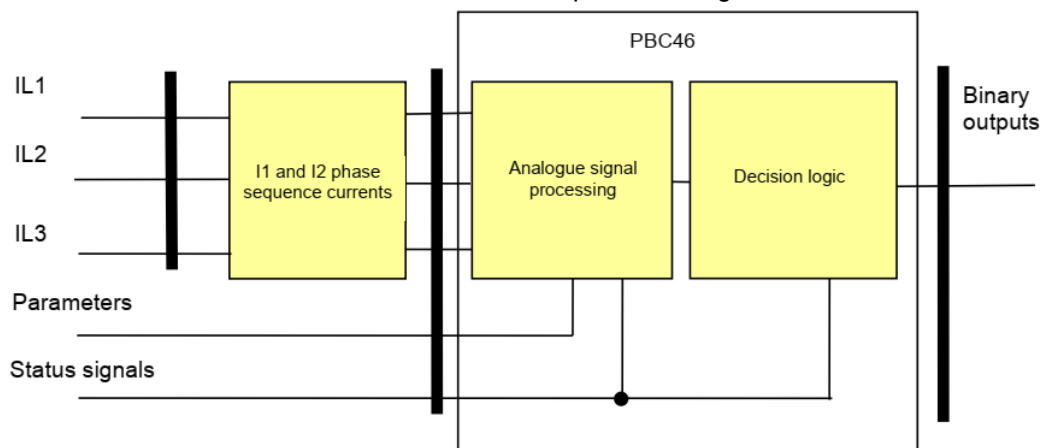 PBC46
IL1
IL2
IL3
I1 and I2 phase
sequence currents
Analogue signal
processing
Decision logic
Binary
outputs
Parameters
Status signals